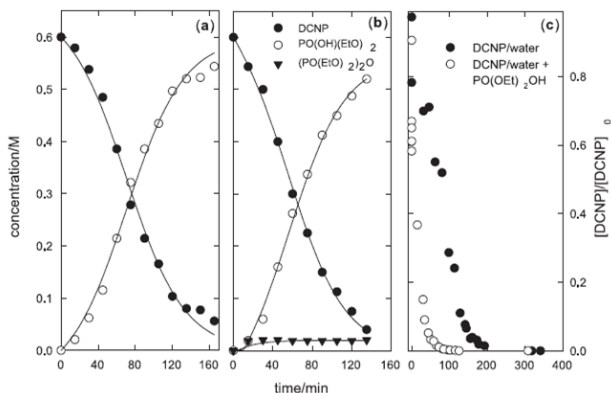 (a)
(b)
(c)
DCNP
PO(OH)(EtO) 2
(PO(EtO) 2)2O
DCNP/water
DCNP/water +
PO(OEt) 2OH
concentration/M
0,6
0,5
0,4
0,3
0,2
0,1
0,0
0 40 80 120 160
0 40 80 120 160
0 100 200 300 400
0,8
0,6
0,4
0,2
0,0
[DCNP]/[DCNP] 0
time/min